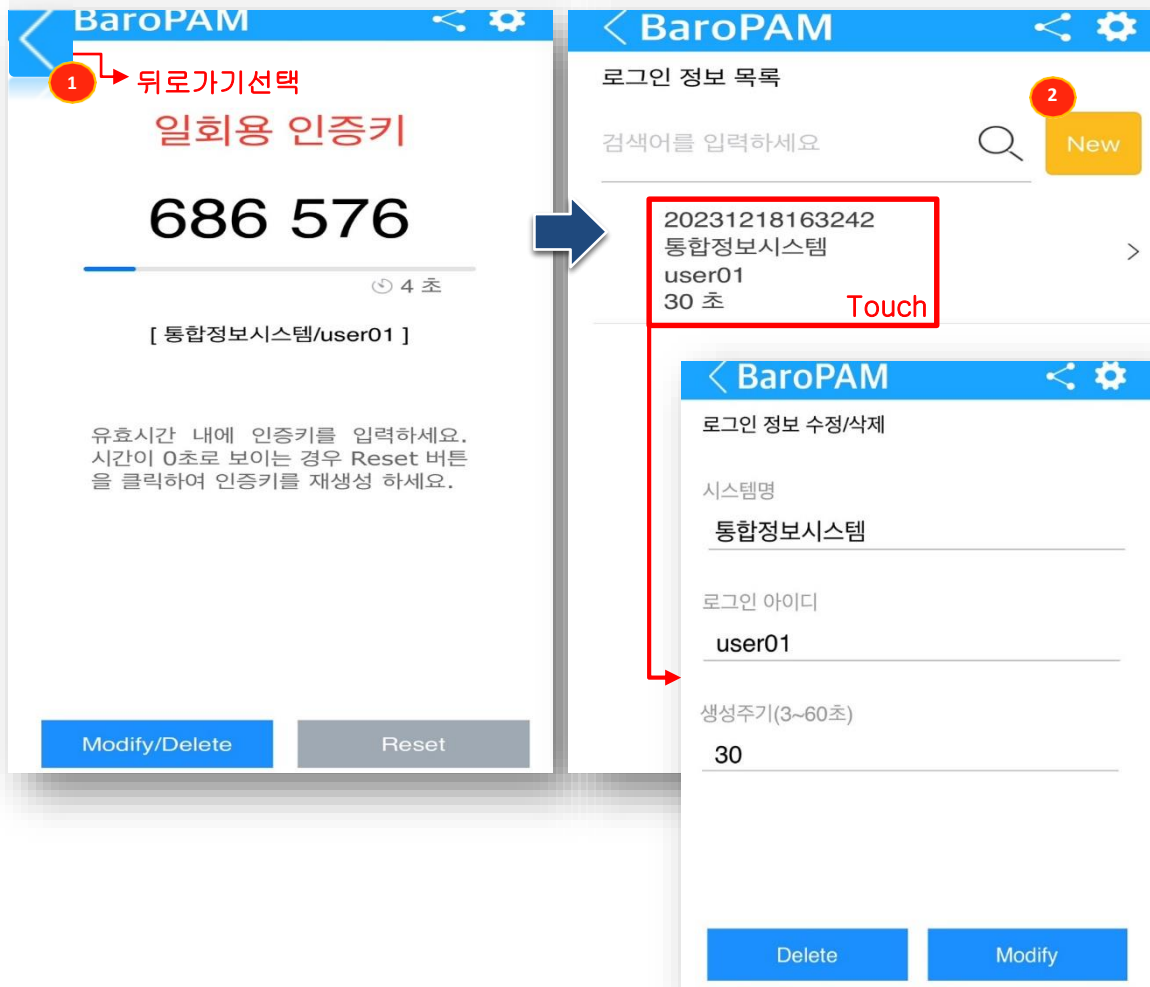 BaroPAM
1
뒤로가기선택
일회용 인증키
686 576
4 초
[ 통합정보시스템/user01 ]
유효시간 내에 인증키를 입력하세요.
시간이 0초로 보이는 경우 Reset 버튼
을 클릭하여 인증키를 재생성 하세요.
Modify/Delete
Reset
BaroPAM
로그인 정보 목록
2
검색어를 입력하세요
New
20231218163242
통합정보시스템
user01
30 초
Touch
BaroPAM
로그인 정보 수정/삭제
시스템명
통합정보시스템
로그인 아이디
user01
생성주기(3~60초)
30
Delete
Modify